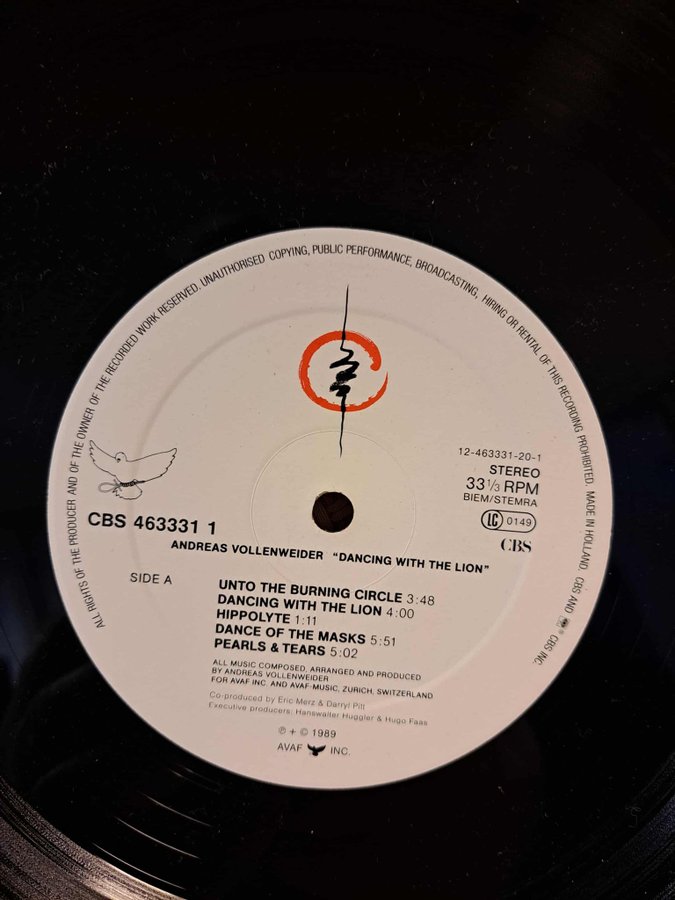 ALL RIGHTS OF THE PRODUCER AND OF THE OWNER OF THE RECORDED WORK RESERVED. UNAUTHORISED COPYING, PUBLIC PERFORMANCE, BROADCASTING, HIRING OR RENTAL OF THIS RECORDING PROHIBITED. MADE IN HOLLAND. CBS AND ® CBS INC.
12-463331-20-1
STEREO
33 1/3 RPM
BIEM/STEMRA
LC 0149
CBS
CBS 463331 1
ANDREAS VOLLENWEIDER "DANCING WITH THE LION"
SIDE A
UNTO THE BURNING CIRCLE 3:48
DANCING WITH THE LION 4:00
HIPPOLYTE 1:11
DANCE OF THE MASKS 5:51
PEARLS & TEARS 5:02
ALL MUSIC COMPOSED, ARRANGED AND PRODUCED
BY ANDREAS VOLLENWEIDER
FOR AVAF INC. AND AVAF-MUSIC, ZURICH, SWITZERLAND
Co-produced by Eric Merz & Darryl Pitt
Executive producers: Hanswalter Huggler & Hugo Faas
℗ + © 1989
AVAF INC.